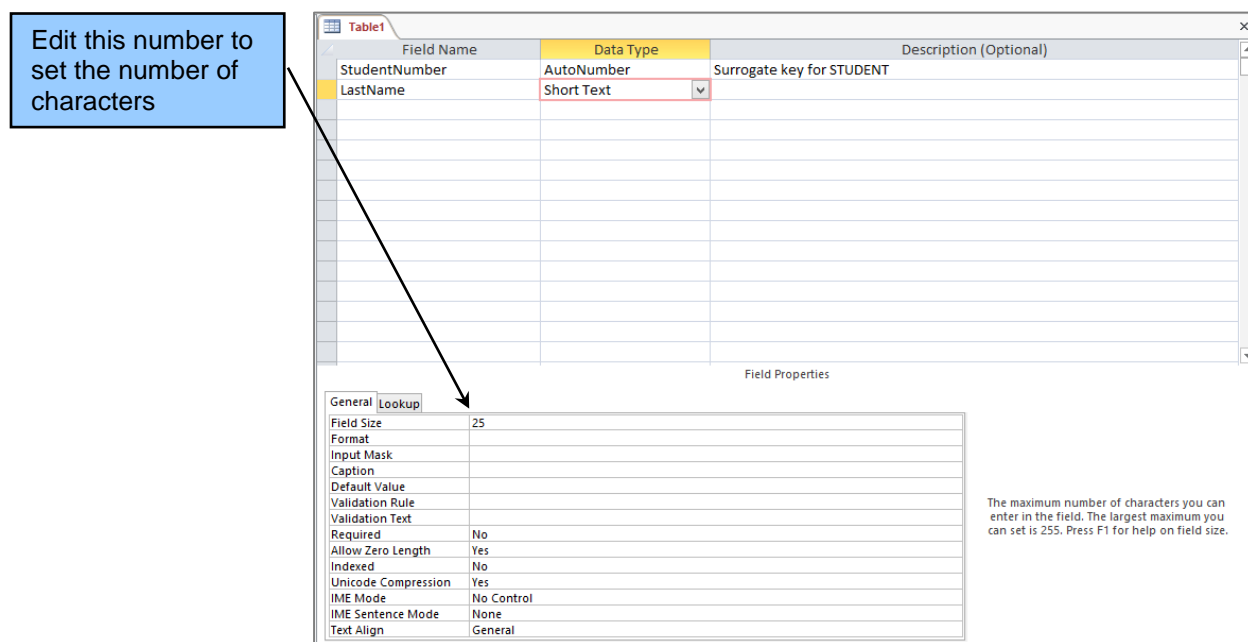 Edit this number to
set the number of
characters
Table1
Field Name Data Type Description (Optional)
StudentNumber AutoNumber Surrogate key for STUDENT
LastName Short Text
Field Properties
General Lookup
Field Size 25
Format
Input Mask
Caption
Default Value
Validation Rule
Validation Text
Required No
Allow Zero Length Yes
Indexed No
Unicode Compression Yes
IME Mode No Control
IME Sentence Mode None
Text Align General
The maximum number of characters you can
enter in the field. The largest maximum you
can set is 255. Press F1 for help on field size.